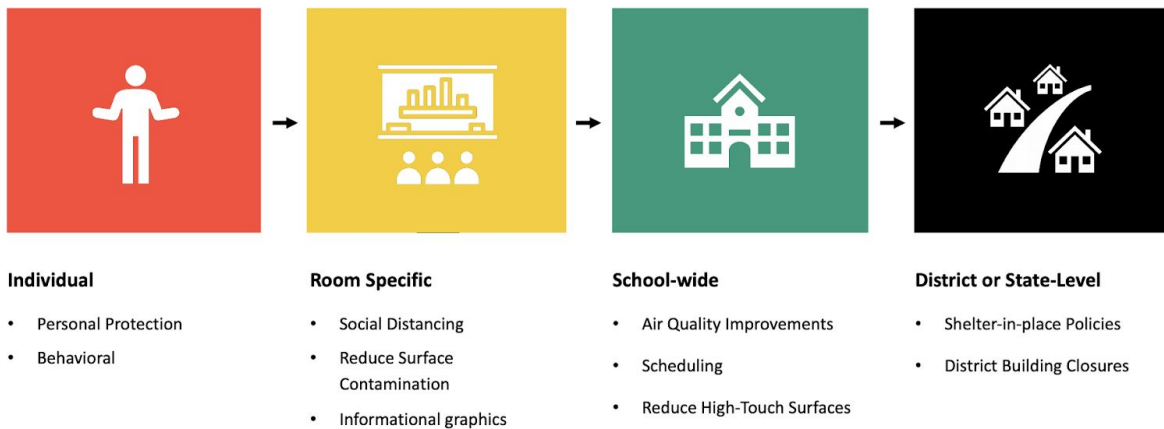 Individual
• Personal Protection
• Behavioral
Room Specific
• Social Distancing
• Reduce Surface
Contamination
• Informational graphics
School-wide
• Air Quality Improvements
• Scheduling
• Reduce High-Touch Surfaces
District or State-Level
• Shelter-in-place Policies
• District Building Closures